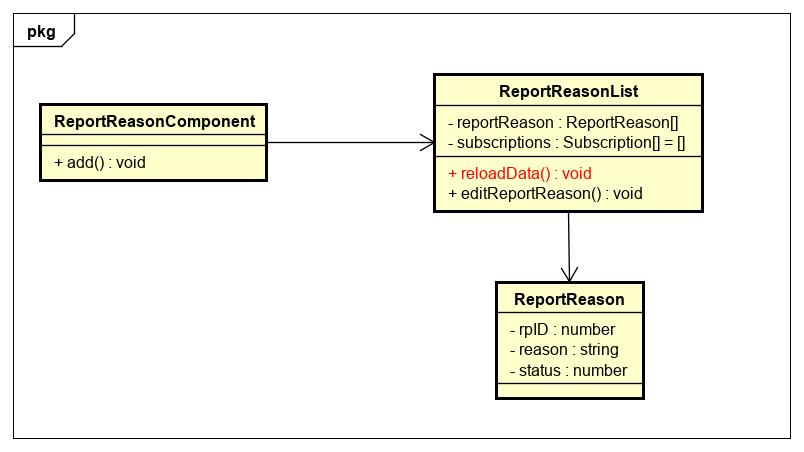 pkg
ReportReasonComponent
+ add() : void
ReportReasonList
- reportReason : ReportReason[]
- subscriptions : Subscription[] = []
+ reloadData() : void
+ editReportReason() : void
ReportReason
- rpID : number
- reason : string
- status : number